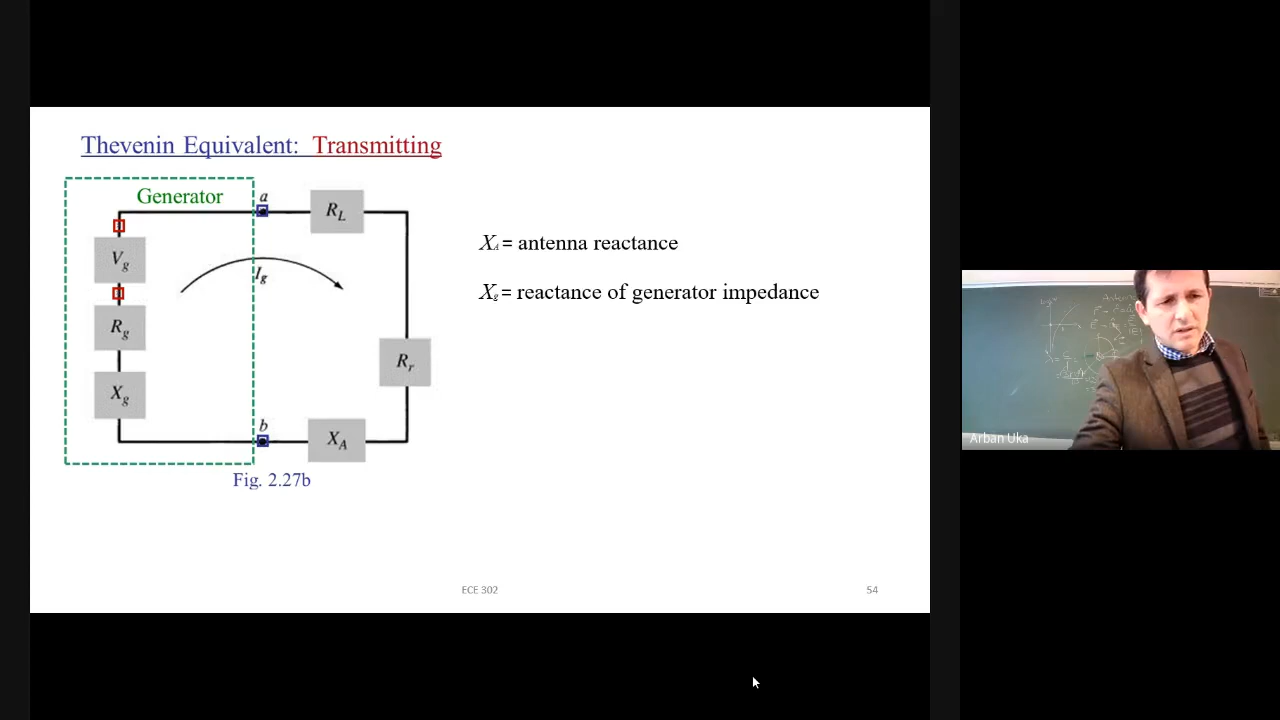 Thevenin Equivalent: Transmitting
Generator
a
R_L
V_g
I_g
R_g
R_r
X_g
b
X_A
Fig. 2.27b
X_A = antenna reactance
X_g = reactance of generator impedance
ECE 302
54
Arban Uka